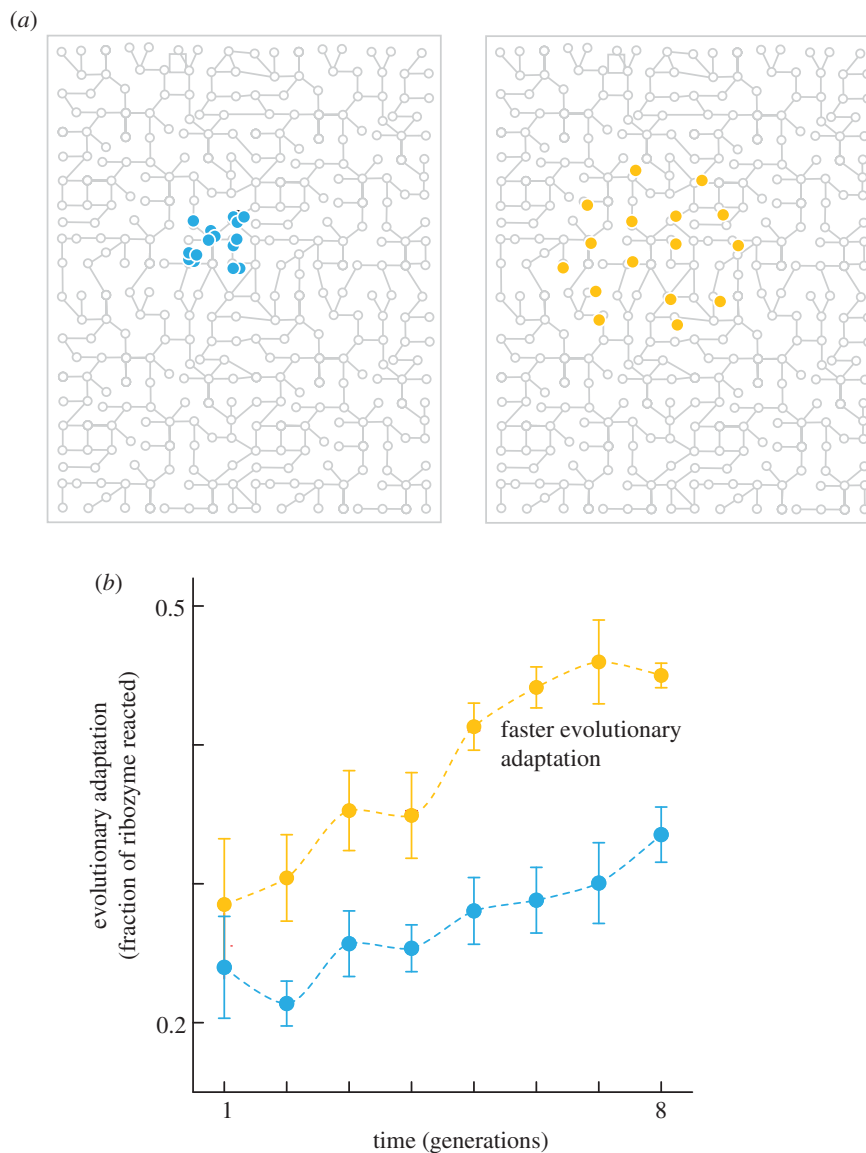 (a)
(b)
0.5
evolutionary adaptation
(fraction of ribozyme reacted)
faster evolutionary
adaptation
0.2
1
8
time (generations)